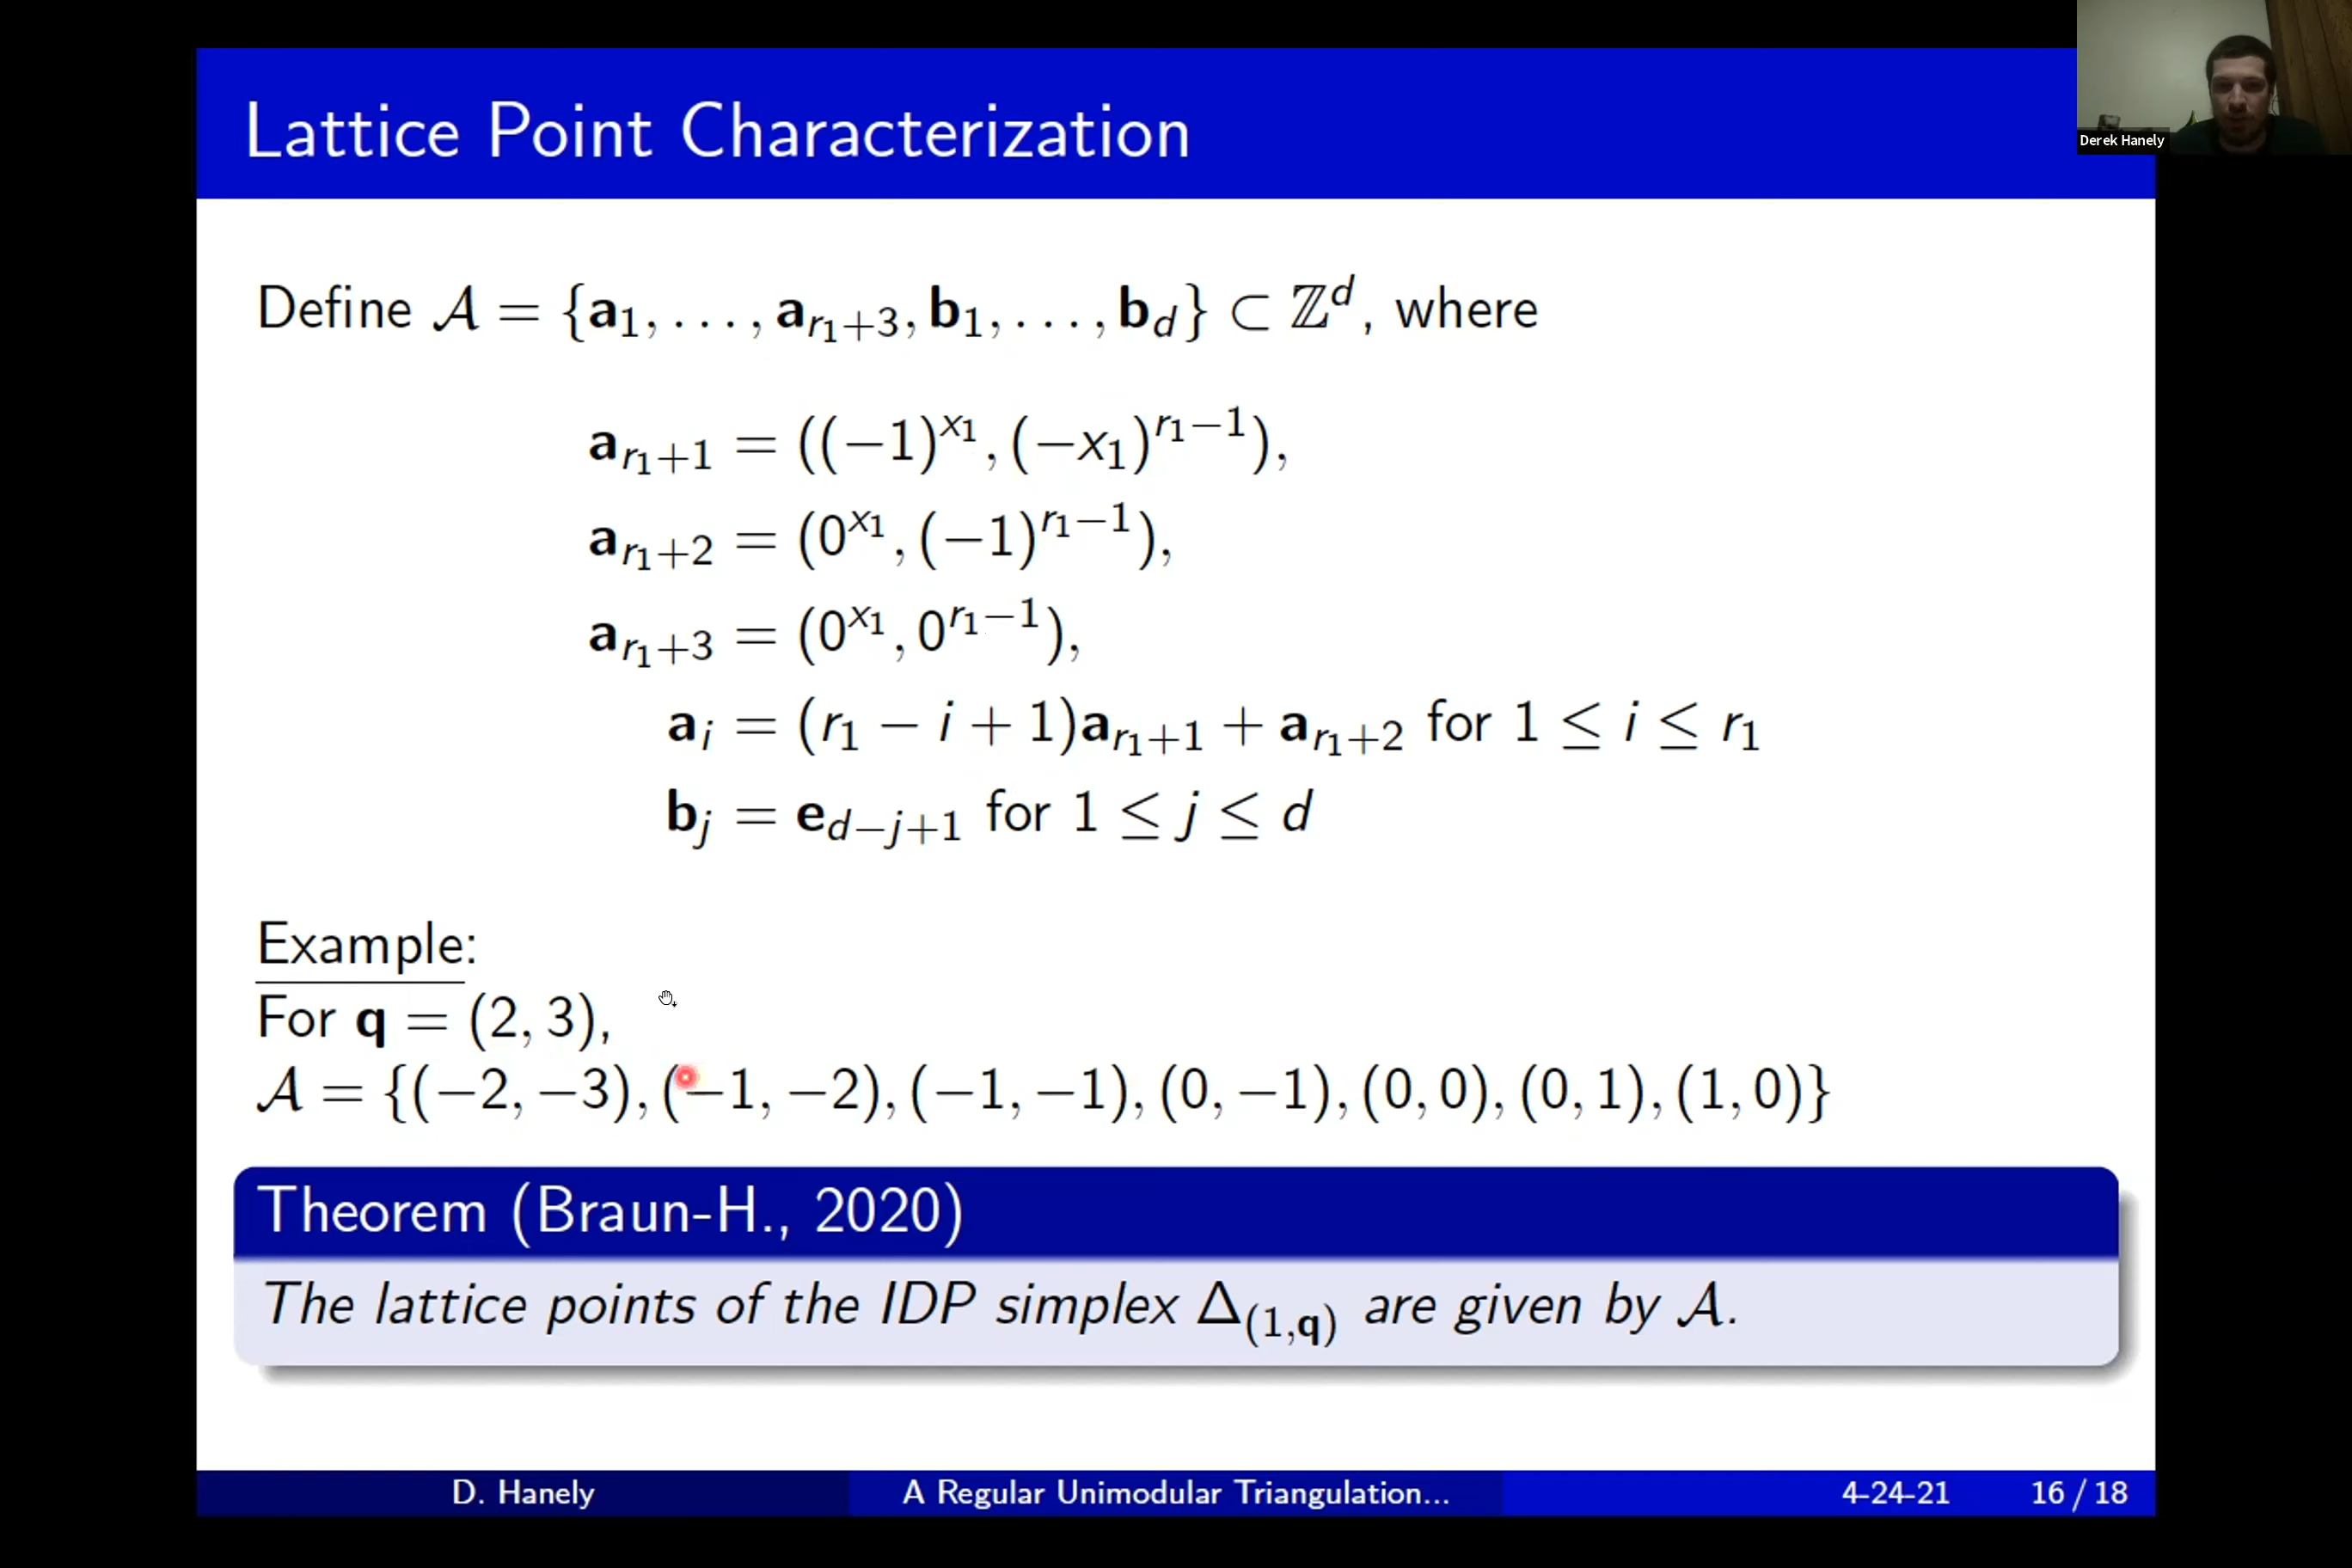 Lattice Point Characterization
Derek Hanely
Define 𝒜 = {𝐚₁, . . . , 𝐚_{r₁+3}, 𝐛₁, . . . , 𝐛_d} ⊂ ℤ^d, where
𝐚_{r₁+1} = ((−1)^{x₁}, (−x₁)^{r₁−1}),
𝐚_{r₁+2} = (0^{x₁}, (−1)^{r₁−1}),
𝐚_{r₁+3} = (0^{x₁}, 0^{r₁−1}),
𝐚_i = (r₁ − i + 1)𝐚_{r₁+1} + 𝐚_{r₁+2} for 1 ≤ i ≤ r₁
𝐛_j = 𝐞_{d−j+1} for 1 ≤ j ≤ d
Example:
For 𝐪 = (2, 3),
𝒜 = {(−2, −3), (−1, −2), (−1, −1), (0, −1), (0, 0), (0, 1), (1, 0)}
Theorem (Braun-H., 2020)
The lattice points of the IDP simplex Δ_{(1,𝐪)} are given by 𝒜.
D. Hanely A Regular Unimodular Triangulation... 4-24-21 16 / 18